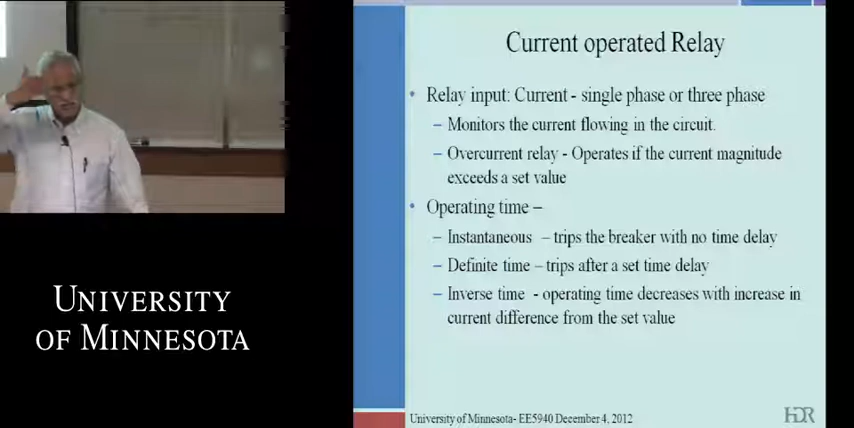 Current operated Relay
• Relay input: Current - single phase or three phase
– Monitors the current flowing in the circuit.
– Overcurrent relay - Operates if the current magnitude
exceeds a set value
• Operating time –
– Instantaneous – trips the breaker with no time delay
– Definite time – trips after a set time delay
– Inverse time - operating time decreases with increase in
current difference from the set value
University of Minnesota- EE5940 December 4, 2012
HDR
UNIVERSITY
OF MINNESOTA